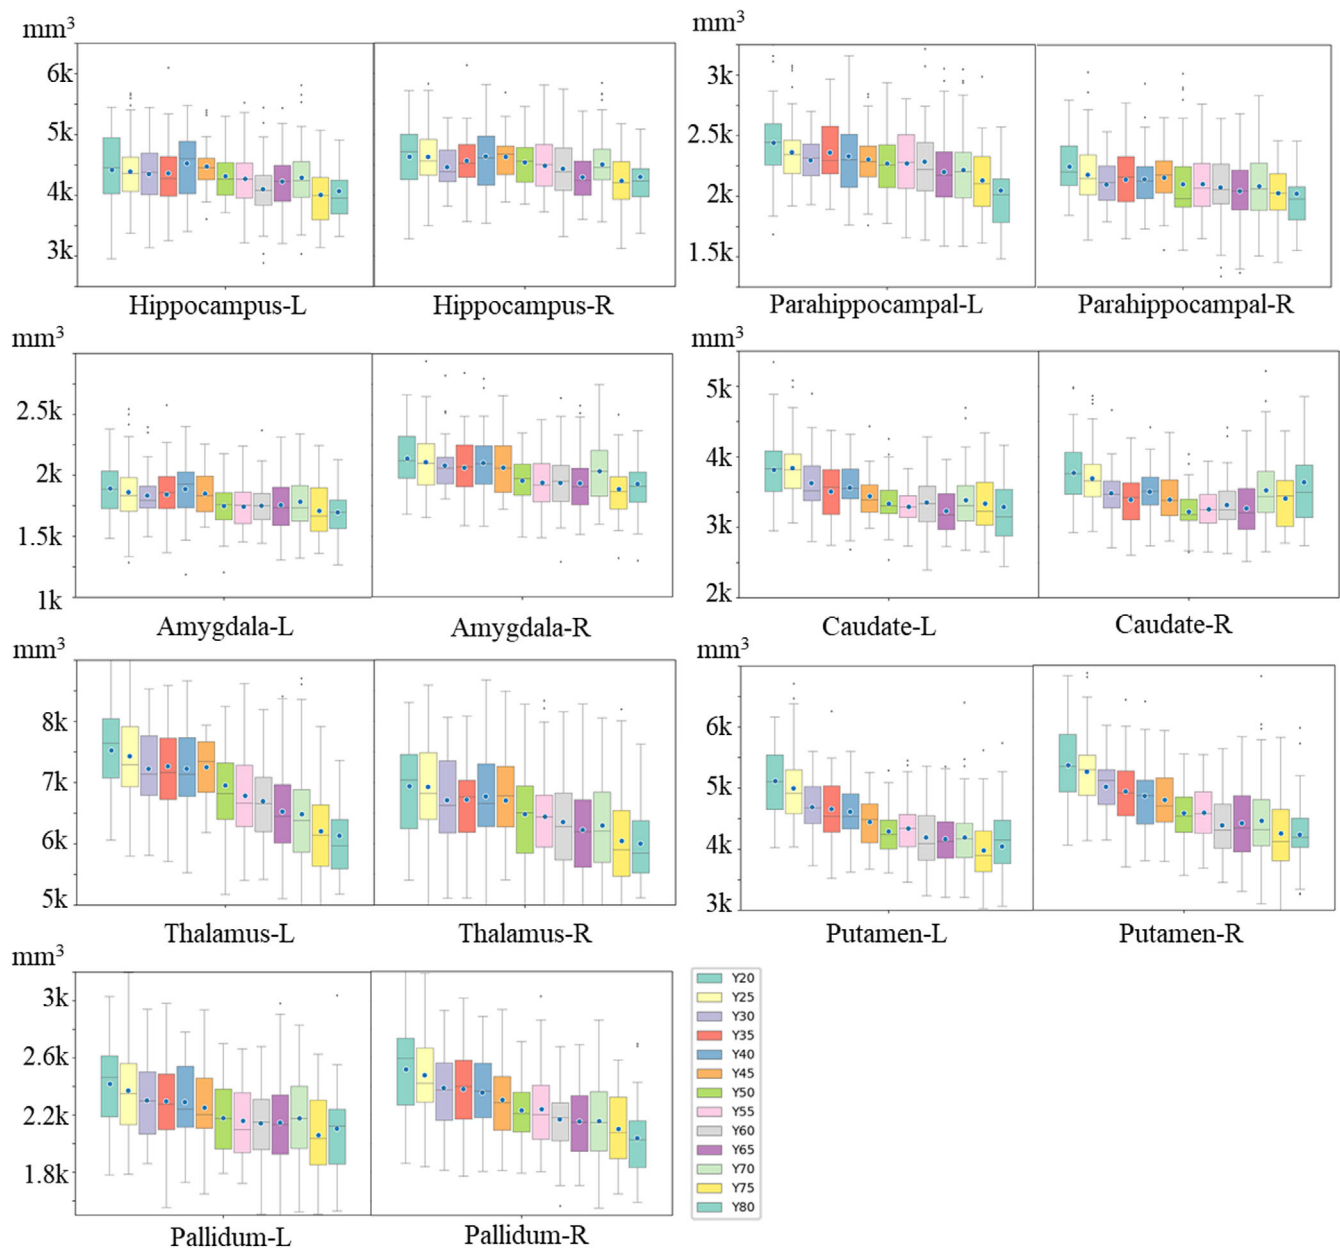 mm³
6k
5k
4k
3k
Hippocampus-L
Hippocampus-R
mm³
3k
2.5k
2k
1.5k
Parahippocampal-L
Parahippocampal-R
mm³
2.5k
2k
1.5k
1k
Amygdala-L
Amygdala-R
mm³
5k
4k
3k
2k
Caudate-L
Caudate-R
mm³
8k
7k
6k
5k
Thalamus-L
Thalamus-R
mm³
6k
5k
4k
3k
Putamen-L
Putamen-R
mm³
3k
2.6k
2.2k
1.8k
Pallidum-L
Pallidum-R
Y20
Y25
Y30
Y35
Y40
Y45
Y50
Y55
Y60
Y65
Y70
Y75
Y80